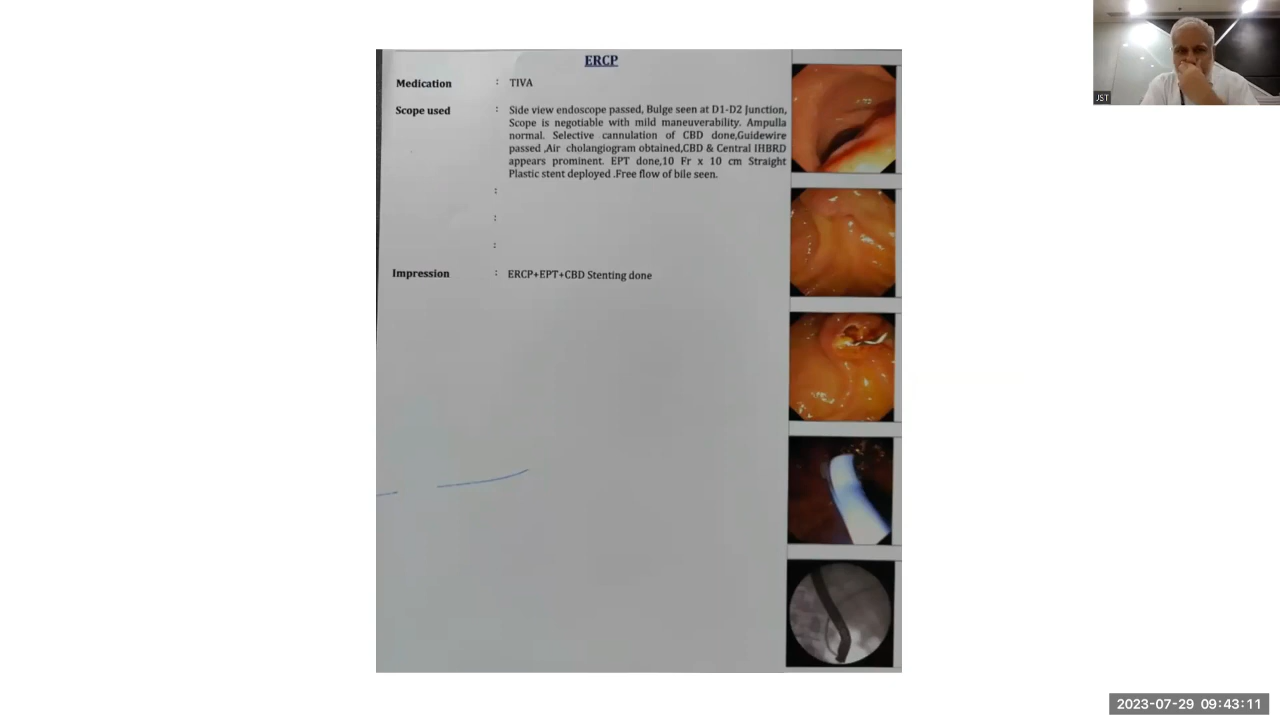 ERCP
Medication : TIVA
Scope used : Side view endoscope passed, Bulge seen at D1-D2 Junction,
Scope is negotiable with mild maneuverability. Ampulla
normal. Selective cannulation of CBD done,Guidewire
passed ,Air cholangiogram obtained,CBD & Central IHBRD
appears prominent. EPT done,10 Fr x 10 cm Straight
Plastic stent deployed .Free flow of bile seen.
:
:
:
Impression : ERCP+EPT+CBD Stenting done
JST
2023-07-29 09:43:11